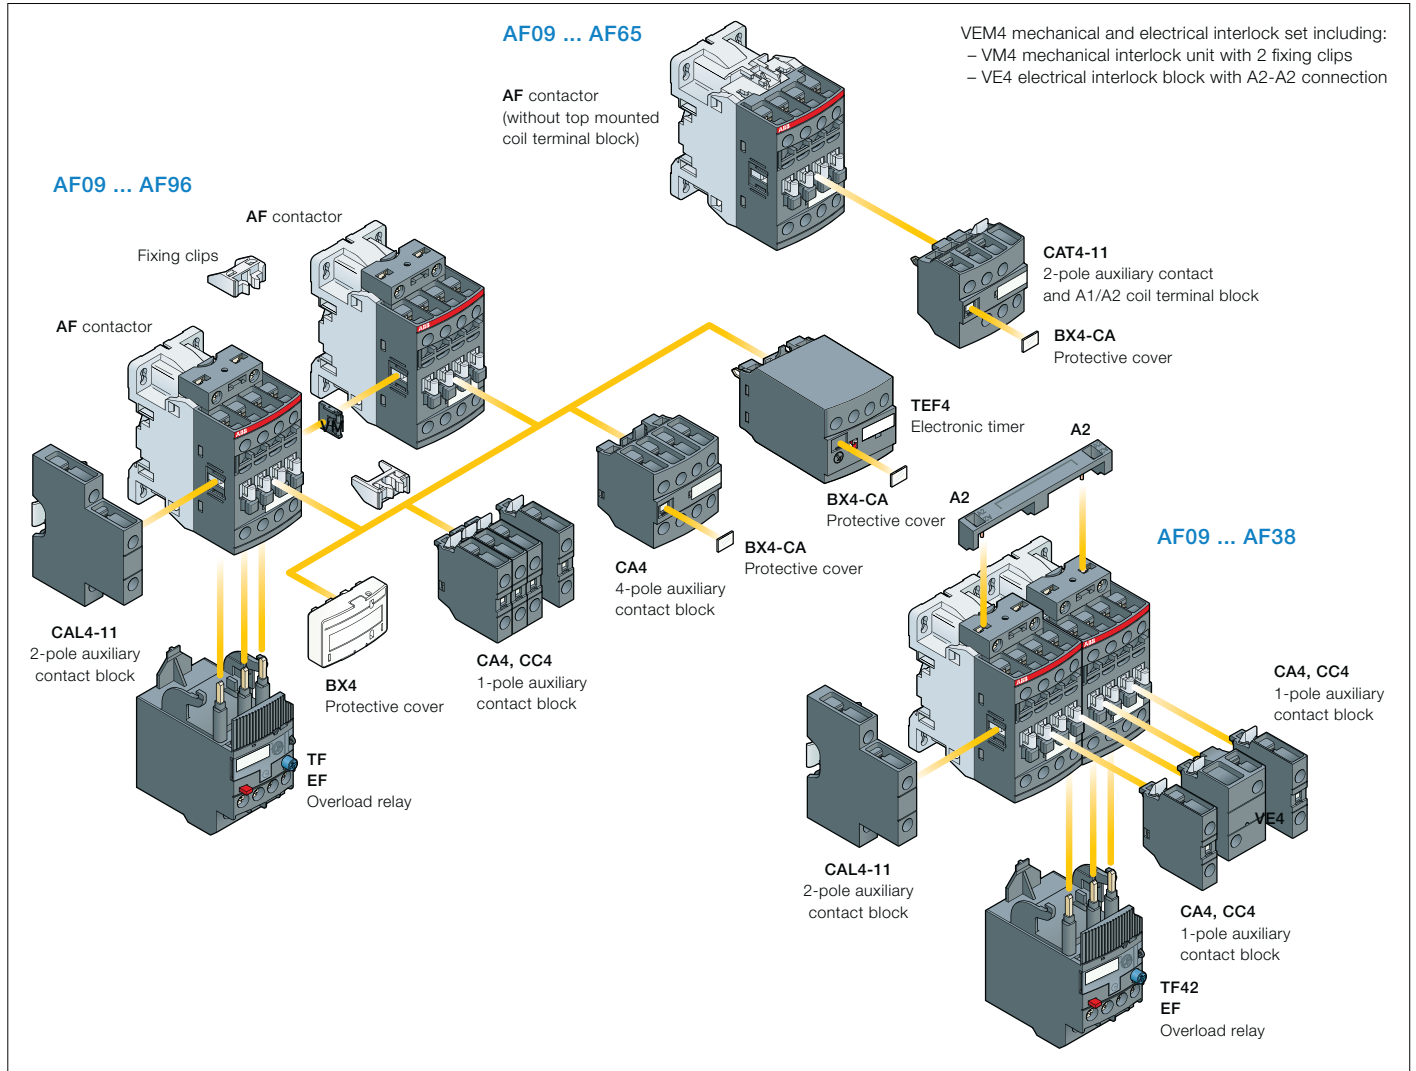 AF09 ... AF65
AF contactor
(without top mounted
coil terminal block)
VEM4 mechanical and electrical interlock set including:
– VM4 mechanical interlock unit with 2 fixing clips
– VE4 electrical interlock block with A2-A2 connection
AF09 ... AF96
AF contactor
Fixing clips
AF contactor
CAT4-11
2-pole auxiliary contact
and A1/A2 coil terminal block
BX4-CA
Protective cover
TEF4
Electronic timer
BX4-CA
Protective cover
A2
A2
AF09 ... AF38
BX4-CA
Protective cover
CA4
4-pole auxiliary
contact block
CAL4-11
2-pole auxiliary
contact block
BX4
Protective cover
CA4, CC4
1-pole auxiliary
contact block
TF
EF
Overload relay
CA4, CC4
1-pole auxiliary
contact block
VE4
CAL4-11
2-pole auxiliary
contact block
CA4, CC4
1-pole auxiliary
contact block
TF42
EF
Overload relay
ABB
ABB
ABB
ABB
ABB